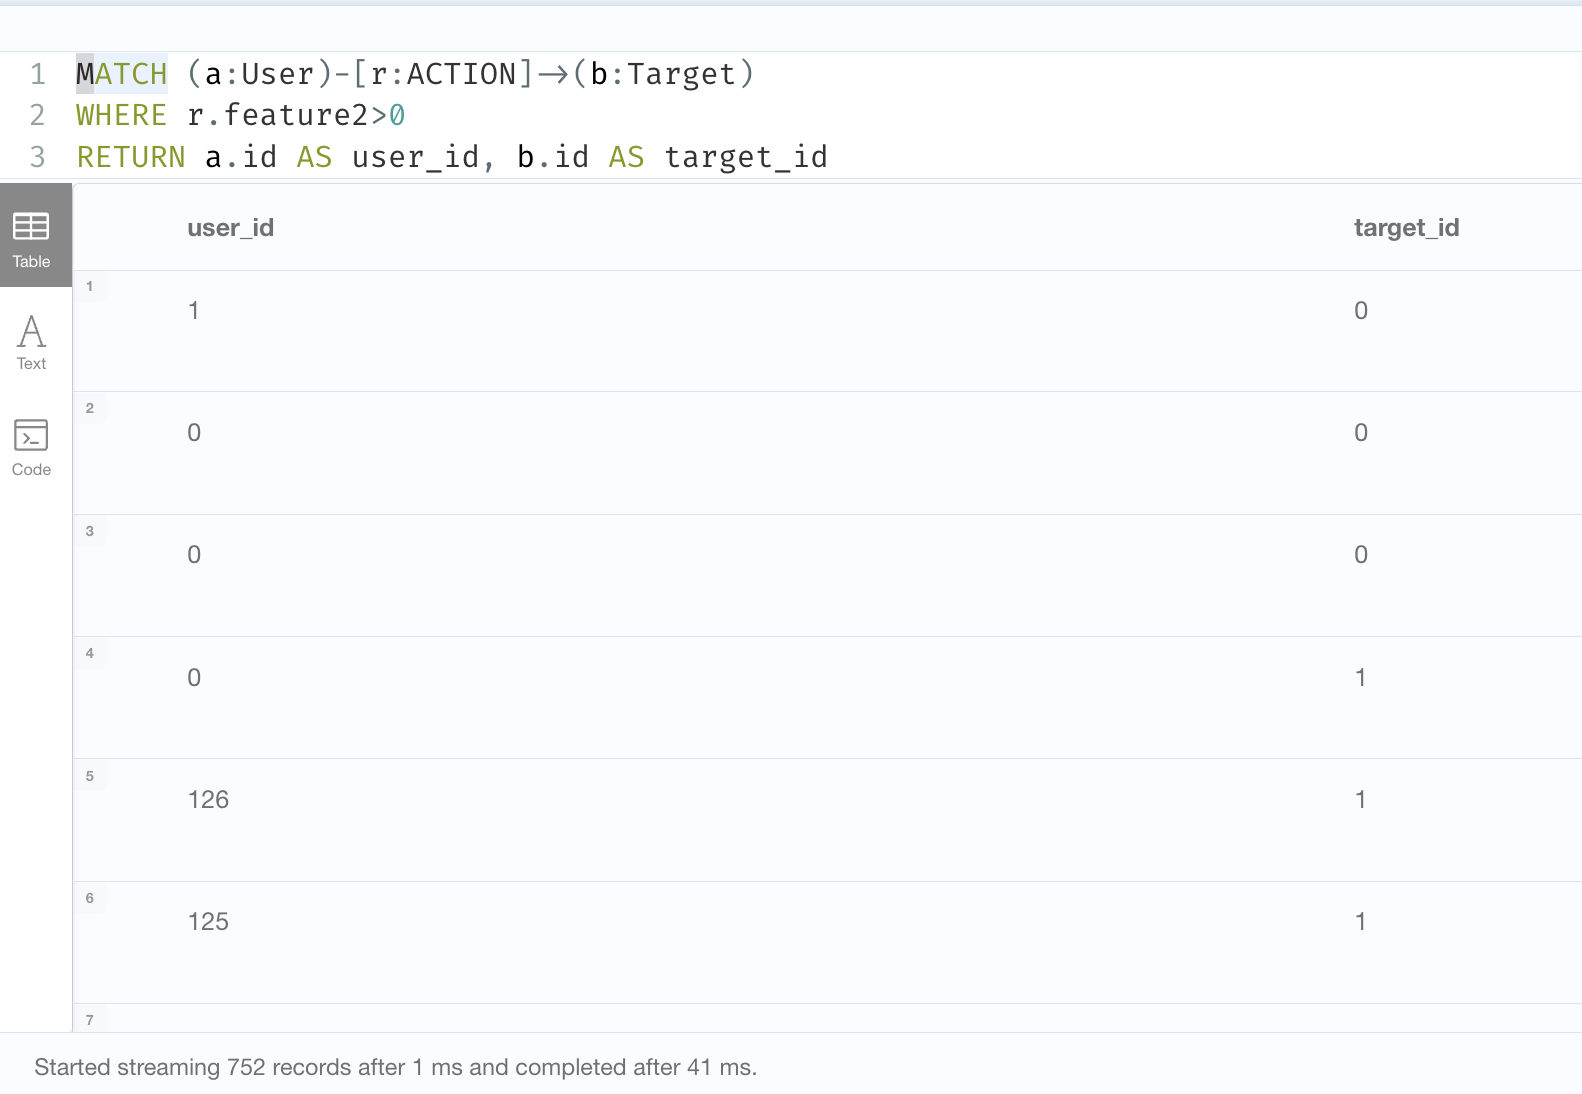 1 MATCH (a:User)-[r:ACTION]->(b:Target)
2 WHERE r.feature2>0
3 RETURN a.id AS user_id, b.id AS target_id
Table
Text
Code
user_id target_id
1 1 0
2 0 0
3 0 0
4 0 1
5 126 1
6 125 1
7
Started streaming 752 records after 1 ms and completed after 41 ms.